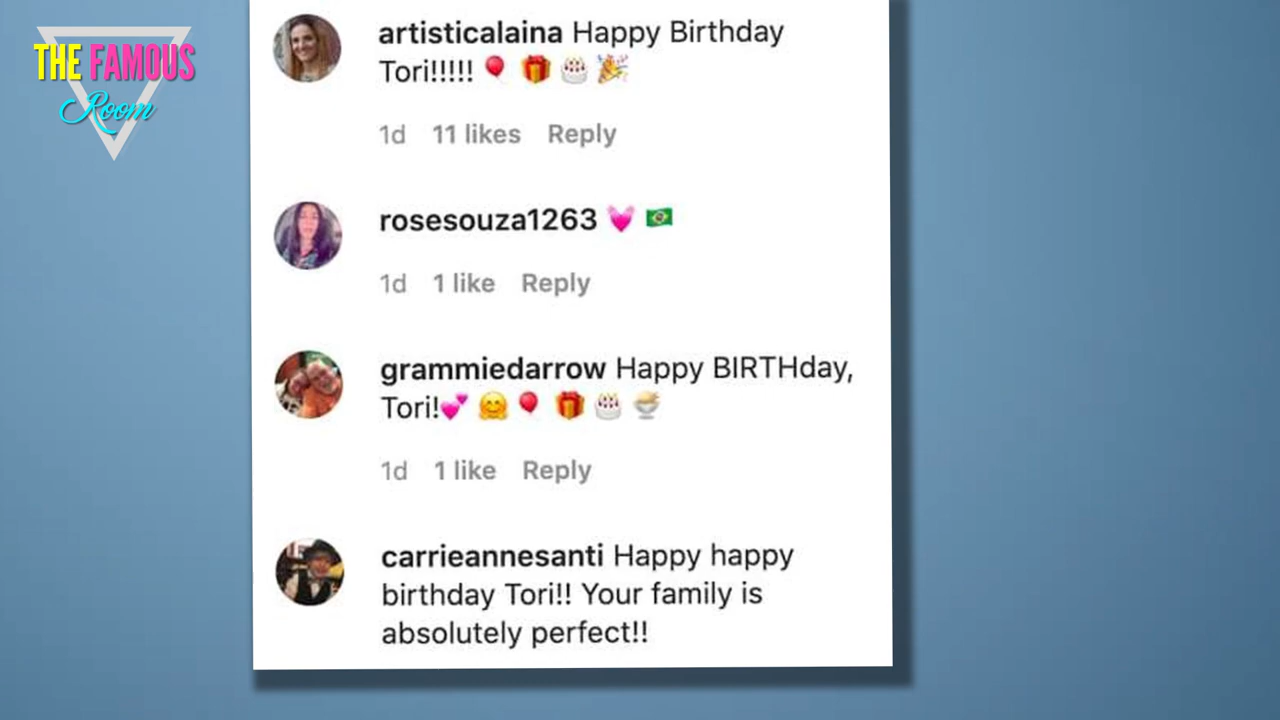 THE FAMOUS
Room
artisticalaina Happy Birthday
Tori!!!!! 🎈 🎁 🎂 🎉
1d 11 likes Reply
rosesouza1263 💓 🇧🇷
1d 1 like Reply
grammiedarrow Happy BIRTHday,
Tori!💕 🤗 🎈 🎁 🎂 🍨
1d 1 like Reply
carrieannesanti Happy happy
birthday Tori!! Your family is
absolutely perfect!!